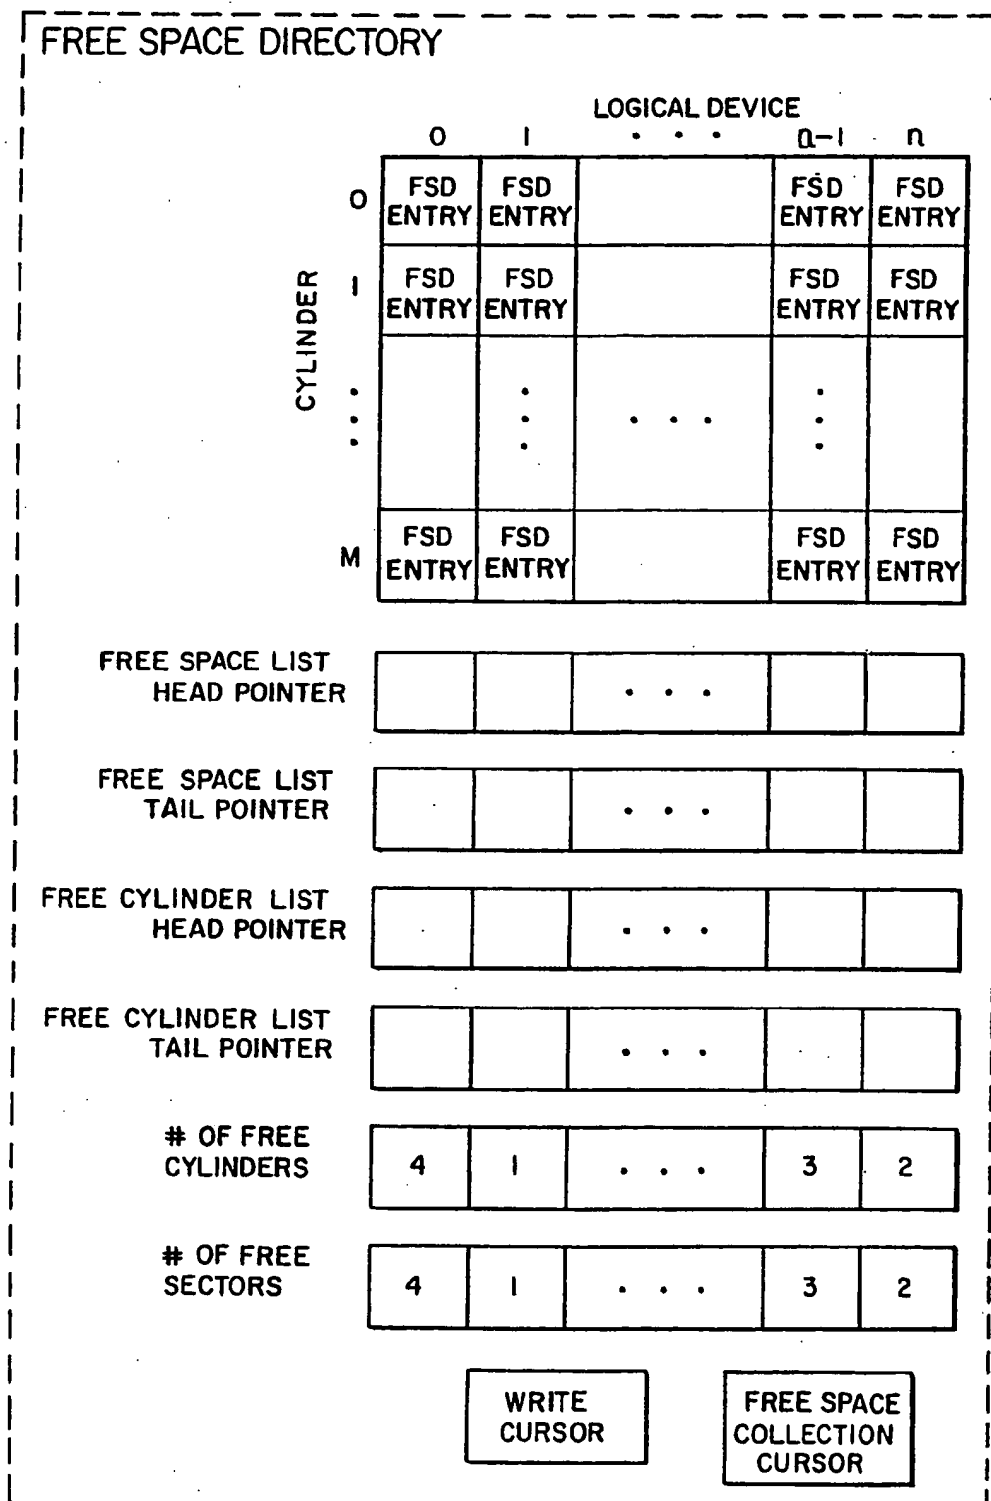 FREE SPACE DIRECTORY
LOGICAL DEVICE
0 1 • • • n-1 n
0 FSD ENTRY FSD ENTRY FSD ENTRY FSD ENTRY
CYLINDER
1 FSD ENTRY FSD ENTRY FSD ENTRY FSD ENTRY
• • •
M FSD ENTRY FSD ENTRY FSD ENTRY FSD ENTRY
FREE SPACE LIST
HEAD POINTER • • •
FREE SPACE LIST
TAIL POINTER • • •
FREE CYLINDER LIST
HEAD POINTER • • •
FREE CYLINDER LIST
TAIL POINTER • • •
# OF FREE
CYLINDERS 4 1 • • • 3 2
# OF FREE
SECTORS 4 1 • • • 3 2
WRITE
CURSOR
FREE SPACE
COLLECTION
CURSOR